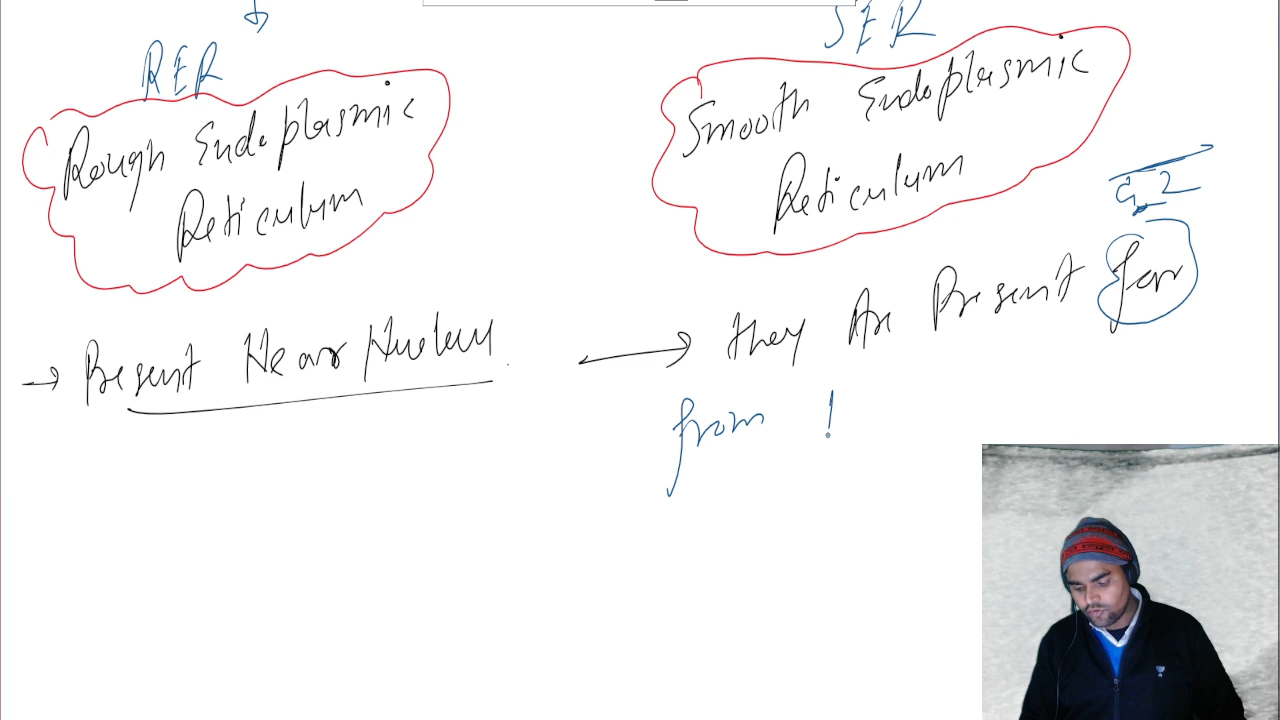 RER
SER
Rough Endoplasmic
Reticulum
Smooth Endoplasmic
Reticulum
→ Present Near Nucleus
→ They Are Present far
from